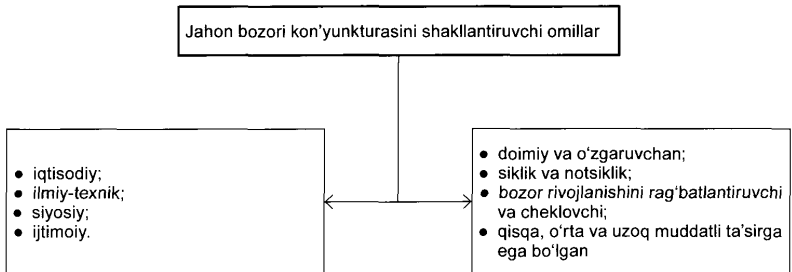 Jahon bozori kon’yunkturasini shakllantiruvchi omillar
• iqtisodiy;
• ilmiy-texnik;
• siyosiy;
• ijtimoiy.
• doimiy va o‘zgaruvchan;
• siklik va notsiklik;
• bozor rivojlanishini rag‘batlantiruvchi
va cheklovchi;
• qisqa, o‘rta va uzoq muddatli ta’sirga
ega bo‘lgan